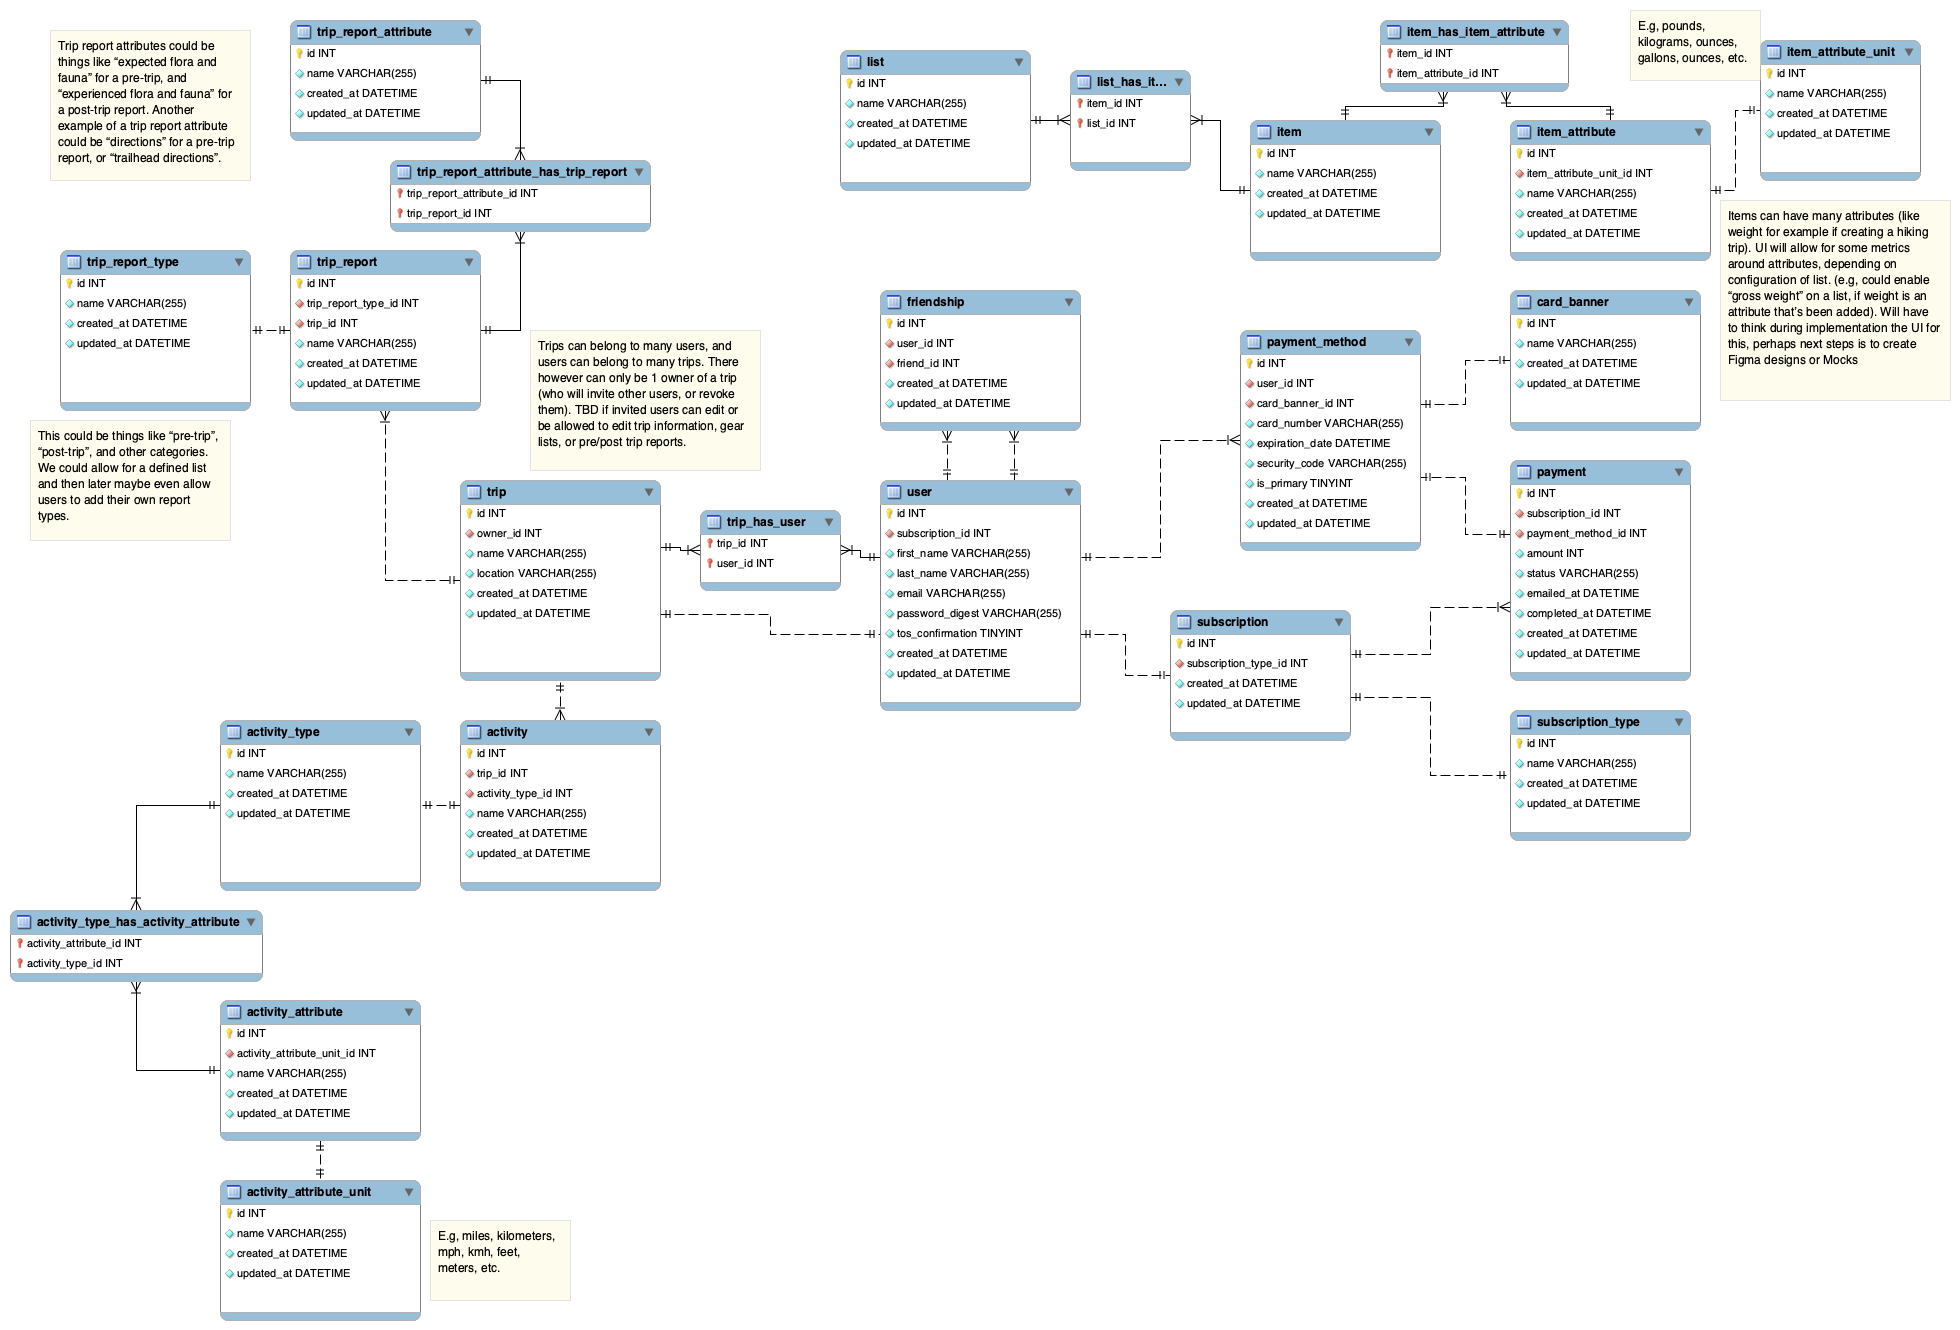 Trip report attributes could be
things like “expected flora and
fauna” for a pre-trip, and
“experienced flora and fauna” for
a post-trip report. Another
example of a trip report attribute
could be “directions” for a pre-trip
report, or “trailhead directions”.
trip_report_attribute
id INT
name VARCHAR(255)
created_at DATETIME
updated_at DATETIME
trip_report_attribute_has_trip_report
trip_report_attribute_id INT
trip_report_id INT
trip_report_type
id INT
name VARCHAR(255)
created_at DATETIME
updated_at DATETIME
trip_report
id INT
trip_report_type_id INT
trip_id INT
name VARCHAR(255)
created_at DATETIME
updated_at DATETIME
This could be things like “pre-trip”,
“post-trip”, and other categories.
We could allow for a defined list
and then later maybe even allow
users to add their own report
types.
Trips can belong to many users, and
users can belong to many trips. There
however can only be 1 owner of a trip
(who will invite other users, or revoke
them). TBD if invited users can edit or
be allowed to edit trip information, gear
lists, or pre/post trip reports.
list
id INT
name VARCHAR(255)
created_at DATETIME
updated_at DATETIME
list_has_it...
item_id INT
list_id INT
item_has_item_attribute
item_id INT
item_attribute_id INT
item
id INT
name VARCHAR(255)
created_at DATETIME
updated_at DATETIME
item_attribute
id INT
item_attribute_unit_id INT
name VARCHAR(255)
created_at DATETIME
updated_at DATETIME
E.g, pounds,
kilograms, ounces,
gallons, ounces, etc.
item_attribute_unit
id INT
name VARCHAR(255)
created_at DATETIME
updated_at DATETIME
Items can have many attributes (like
weight for example if creating a hiking
trip). UI will allow for some metrics
around attributes, depending on
configuration of list. (e.g, could enable
“gross weight” on a list, if weight is an
attribute that’s been added). Will have
to think during implementation the UI for
this, perhaps next steps is to create
Figma designs or Mocks
friendship
id INT
user_id INT
friend_id INT
created_at DATETIME
updated_at DATETIME
payment_method
id INT
user_id INT
card_banner_id INT
card_number VARCHAR(255)
expiration_date DATETIME
security_code VARCHAR(255)
is_primary TINYINT
created_at DATETIME
updated_at DATETIME
card_banner
id INT
name VARCHAR(255)
created_at DATETIME
updated_at DATETIME
trip
id INT
owner_id INT
name VARCHAR(255)
location VARCHAR(255)
created_at DATETIME
updated_at DATETIME
trip_has_user
trip_id INT
user_id INT
user
id INT
subscription_id INT
first_name VARCHAR(255)
last_name VARCHAR(255)
email VARCHAR(255)
password_digest VARCHAR(255)
tos_confirmation TINYINT
created_at DATETIME
updated_at DATETIME
payment
id INT
subscription_id INT
payment_method_id INT
amount INT
status VARCHAR(255)
emailed_at DATETIME
completed_at DATETIME
created_at DATETIME
updated_at DATETIME
subscription
id INT
subscription_type_id INT
created_at DATETIME
updated_at DATETIME
subscription_type
id INT
name VARCHAR(255)
created_at DATETIME
updated_at DATETIME
activity_type
id INT
name VARCHAR(255)
created_at DATETIME
updated_at DATETIME
activity
id INT
trip_id INT
activity_type_id INT
name VARCHAR(255)
created_at DATETIME
updated_at DATETIME
activity_type_has_activity_attribute
activity_attribute_id INT
activity_type_id INT
activity_attribute
id INT
activity_attribute_unit_id INT
name VARCHAR(255)
created_at DATETIME
updated_at DATETIME
activity_attribute_unit
id INT
name VARCHAR(255)
created_at DATETIME
updated_at DATETIME
E.g, miles, kilometers,
mph, kmh, feet,
meters, etc.